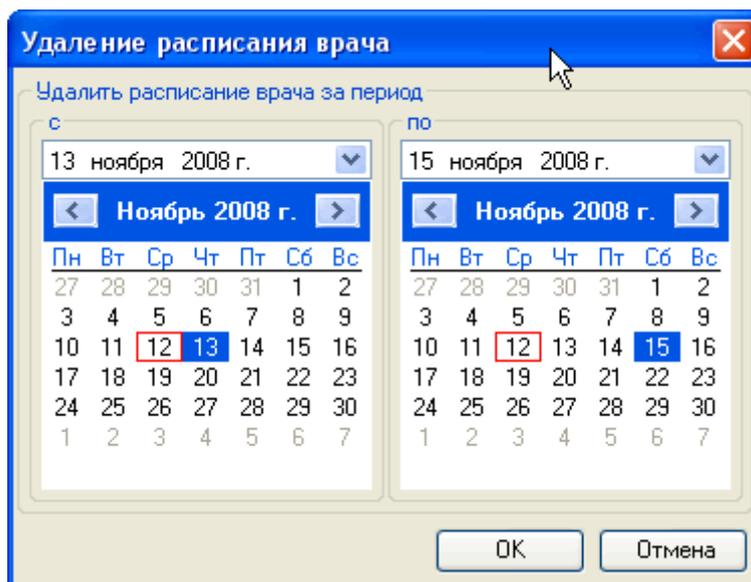 Удаление расписания врача
Удалить расписание врача за период
с
13 ноября 2008 г.
Ноябрь 2008 г.
Пн Вт Ср Чт Пт Сб Вс
27 28 29 30 31 1 2
3 4 5 6 7 8 9
10 11 12 13 14 15 16
17 18 19 20 21 22 23
24 25 26 27 28 29 30
1 2 3 4 5 6 7
по
15 ноября 2008 г.
Ноябрь 2008 г.
Пн Вт Ср Чт Пт Сб Вс
27 28 29 30 31 1 2
3 4 5 6 7 8 9
10 11 12 13 14 15 16
17 18 19 20 21 22 23
24 25 26 27 28 29 30
1 2 3 4 5 6 7
OK Отмена